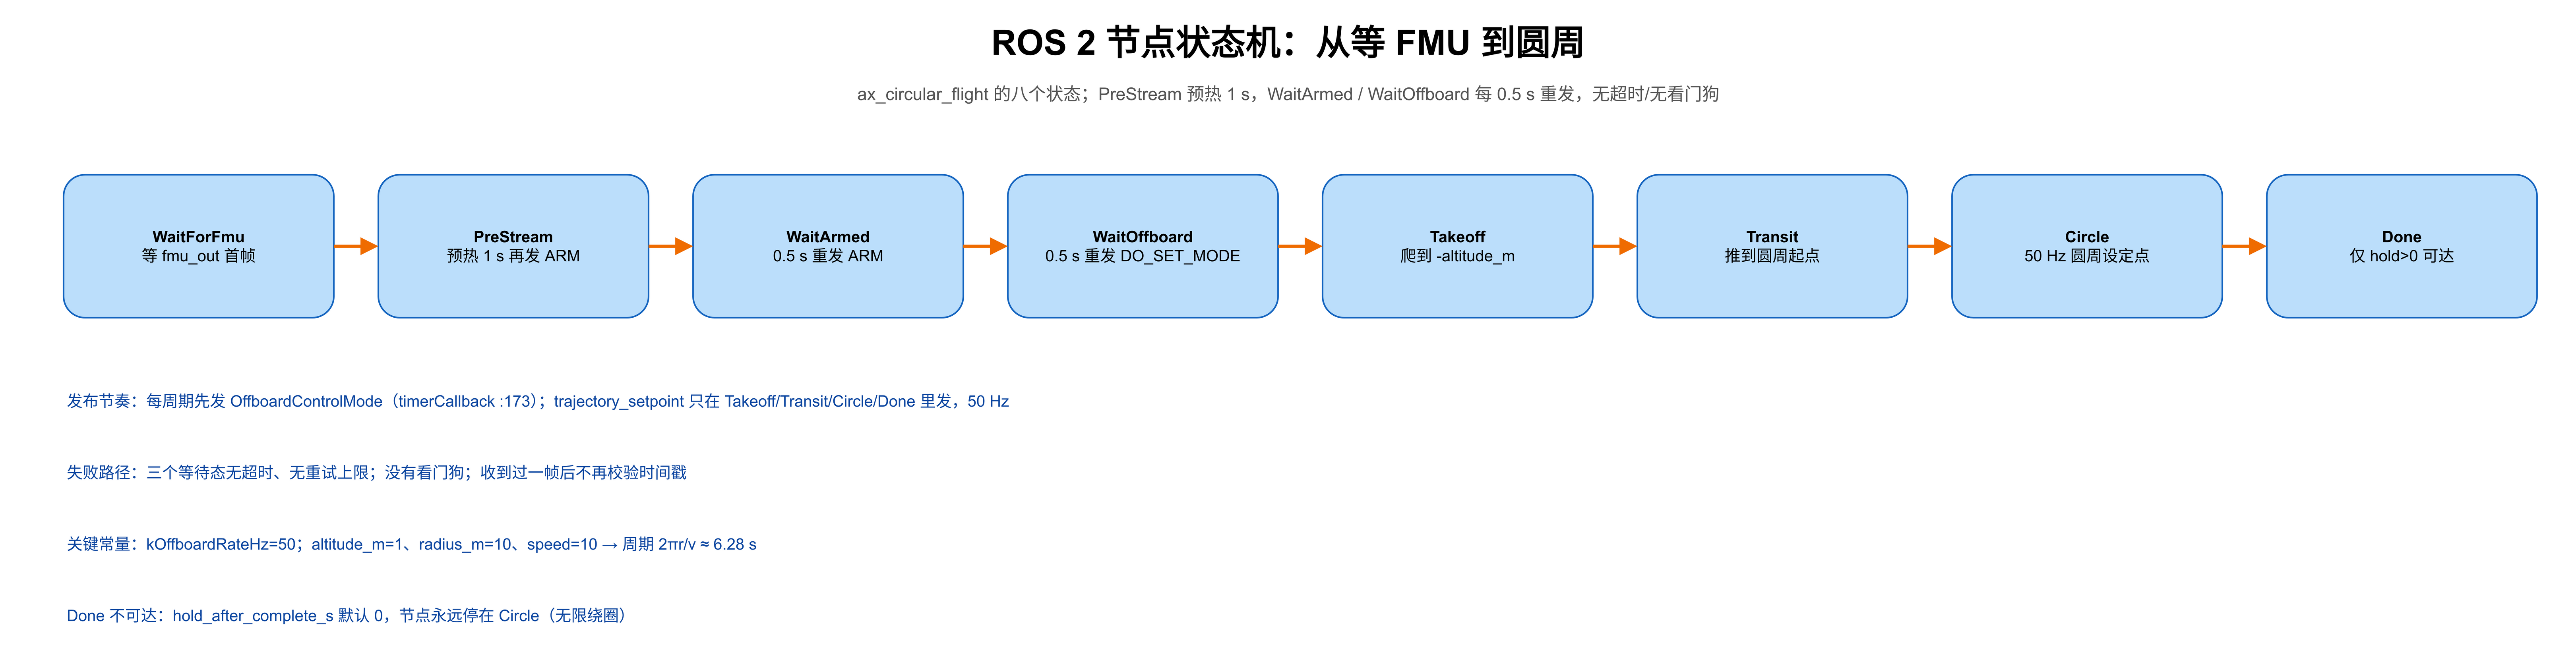 ROS 2 节点状态机：从等 FMU 到圆周
ax_circular_flight 的八个状态；PreStream 预热 1 s，WaitArmed / WaitOffboard 每 0.5 s 重发，无超时/无看门狗
WaitForFmu
等 fmu_out 首帧
PreStream
预热 1 s 再发 ARM
WaitArmed
0.5 s 重发 ARM
WaitOffboard
0.5 s 重发 DO_SET_MODE
Takeoff
爬到 -altitude_m
Transit
推到圆周起点
Circle
50 Hz 圆周设定点
Done
仅 hold>0 可达
发布节奏：每周期先发 OffboardControlMode（timerCallback :173）；trajectory_setpoint 只在 Takeoff/Transit/Circle/Done 里发，50 Hz
失败路径：三个等待态无超时、无重试上限；没有看门狗；收到过一帧后不再校验时间戳
关键常量：kOffboardRateHz=50；altitude_m=1、radius_m=10、speed=10 → 周期 2πr/v ≈ 6.28 s
Done 不可达：hold_after_complete_s 默认 0，节点永远停在 Circle（无限绕圈）